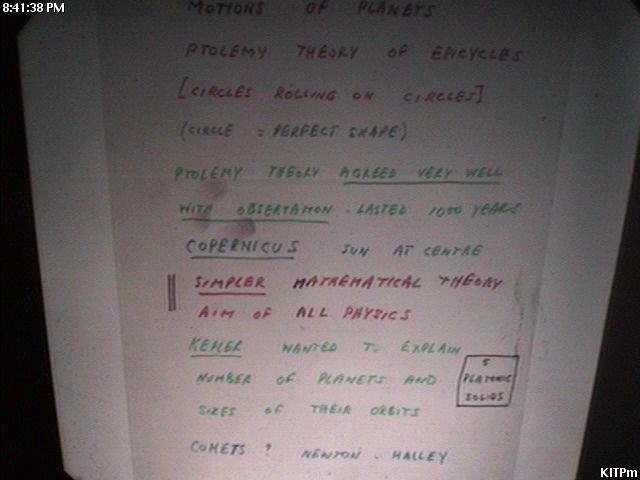 8:41:38 PM
MOTIONS OF PLANETS
PTOLEMY THEORY OF EPICYCLES
[CIRCLES ROLLING ON CIRCLES]
(CIRCLE = PERFECT SHAPE)
PTOLEMY THEORY AGREED VERY WELL
WITH OBSERVATION - LASTED 1000 YEARS
COPERNICUS SUN AT CENTRE
SIMPLER MATHEMATICAL THEORY
AIM OF ALL PHYSICS
KEPLER WANTED TO EXPLAIN
NUMBER OF PLANETS AND
SIZES OF THEIR ORBITS
5
PLATONIC
SOLIDS
COMETS ? NEWTON - HALLEY
KITPm